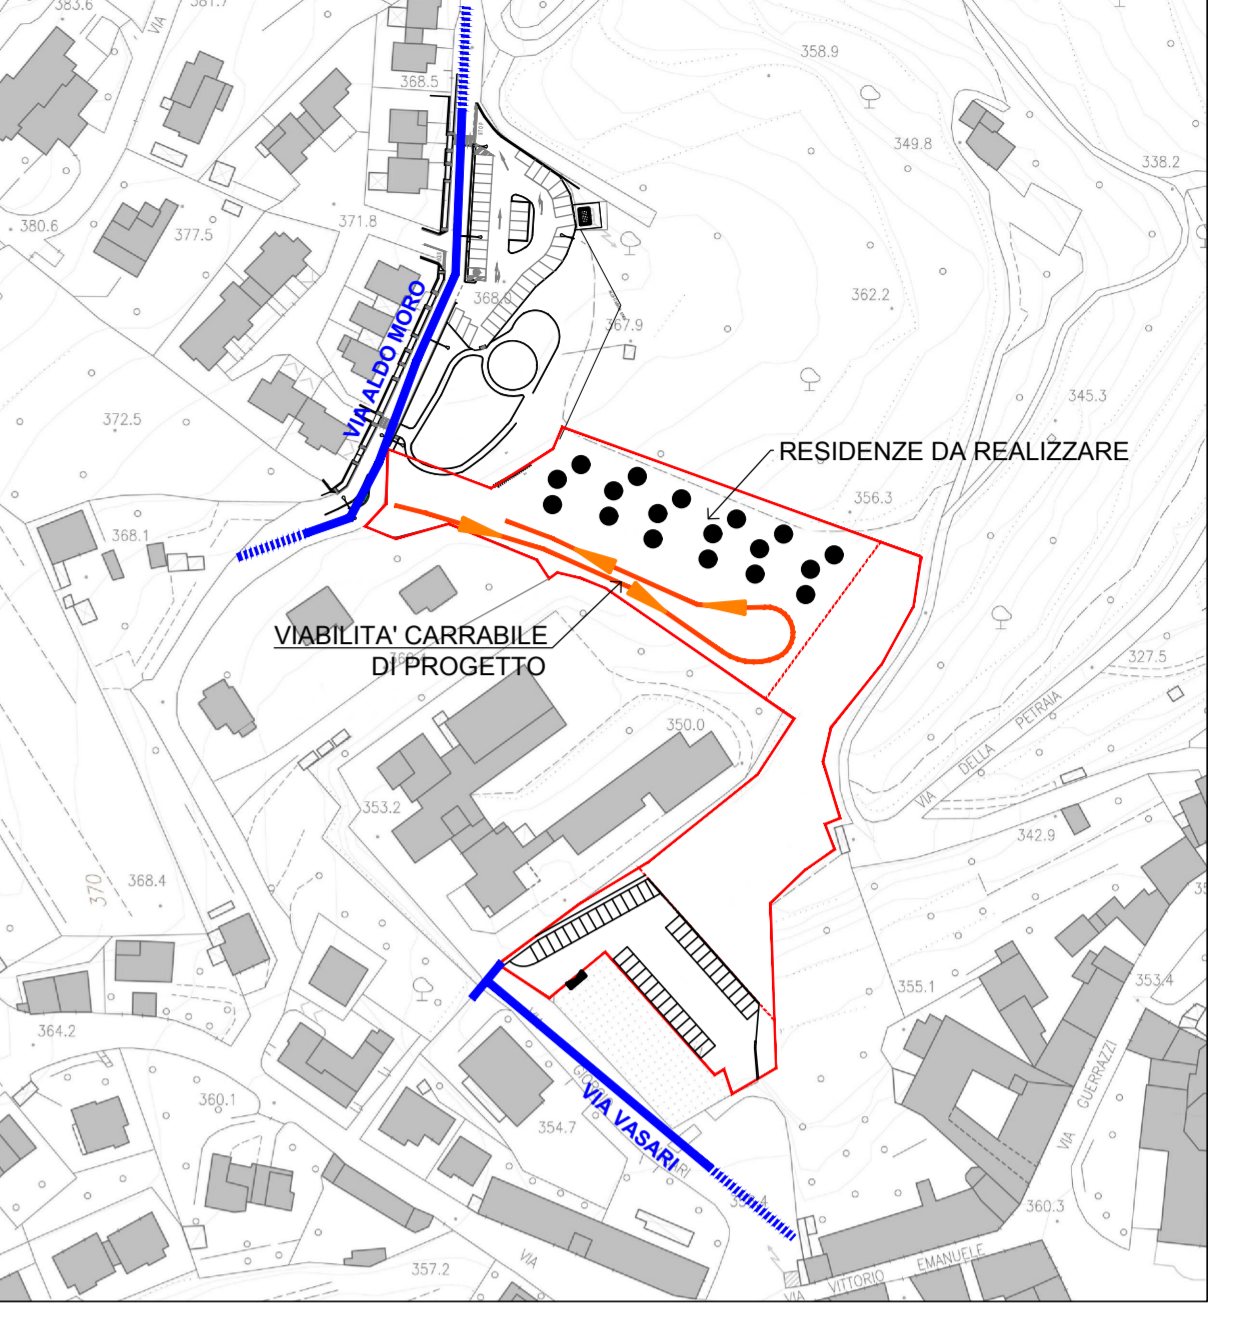 383.6
381.7
VIA
358.9
368.5
STOP
349.8
338.2
380.6
377.5
371.8
362.2
368.0
367.9
VIA ALDO MORO
345.3
372.5
RESIDENZE DA REALIZZARE
356.3
368.1
VIABILITA' CARRABILE
DI PROGETTO
327.5
350.0
VIA DELLA PETRAIA
353.2
342.9
370
368.4
355.1
353.4
364.2
VIA GUERRAZZI
360.1
VIA VASARI
354.7
360.3
VIA
357.2
VIA VITTORIO EMANUELE